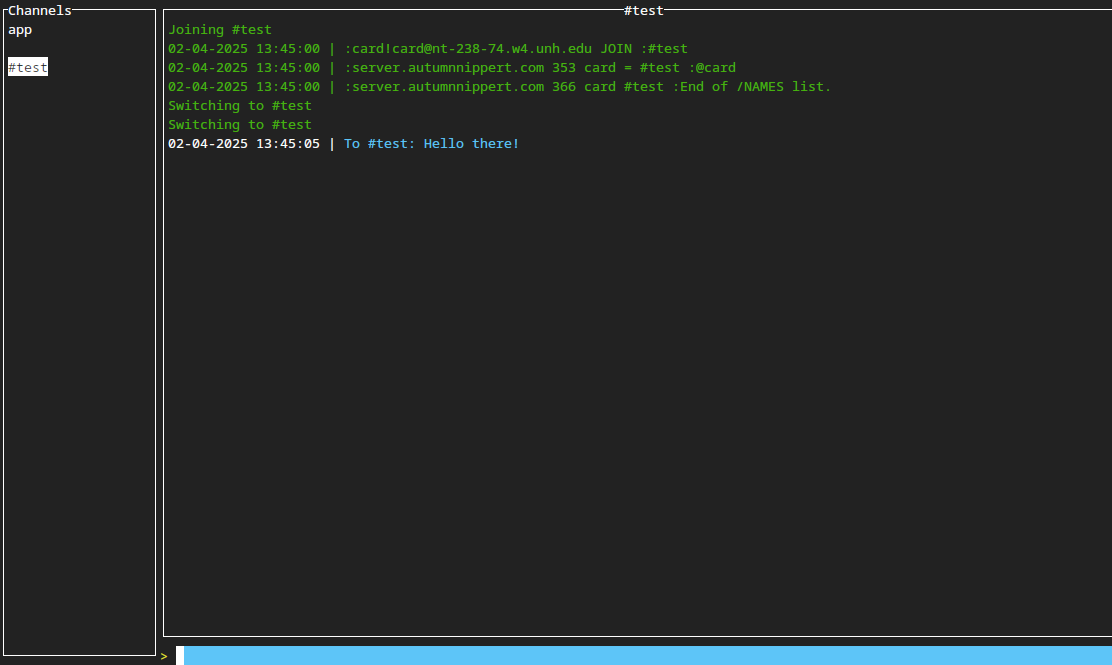 Channels
app
#test
#test
Joining #test
02-04-2025 13:45:00 | :card!card@nt-238-74.w4.unh.edu JOIN :#test
02-04-2025 13:45:00 | :server.autumnnippert.com 353 card = #test :@card
02-04-2025 13:45:00 | :server.autumnnippert.com 366 card #test :End of /NAMES list.
Switching to #test
Switching to #test
02-04-2025 13:45:05 | To #test: Hello there!
>